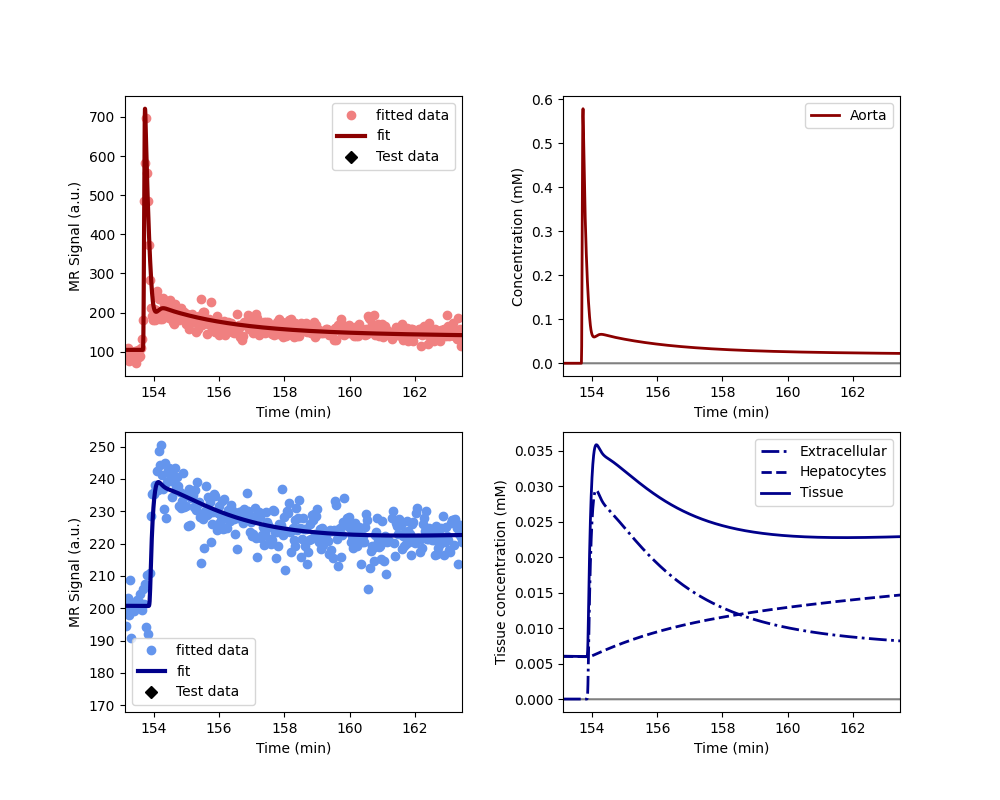 700
600
500
400
300
200
100
MR Signal (a.u.)
154 156 158 160 162
Time (min)
fitted data
fit
Test data
0.6
0.5
0.4
0.3
0.2
0.1
0.0
Concentration (mM)
154 156 158 160 162
Time (min)
Aorta
250
240
230
220
210
200
190
180
170
MR Signal (a.u.)
154 156 158 160 162
Time (min)
fitted data
fit
Test data
0.035
0.030
0.025
0.020
0.015
0.010
0.005
0.000
Tissue concentration (mM)
154 156 158 160 162
Time (min)
Extracellular
Hepatocytes
Tissue